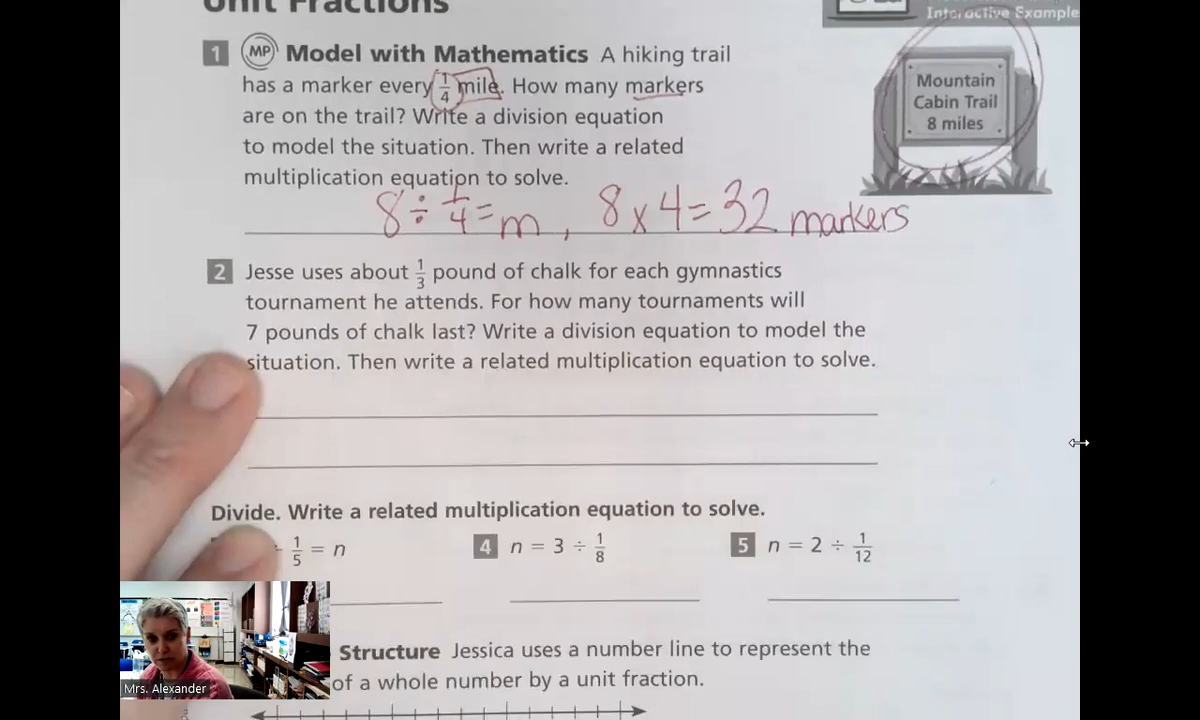 Unit Fractions
Interactive Example
1 MP Model with Mathematics A hiking trail
has a marker every 1/4 mile. How many markers
are on the trail? Write a division equation
to model the situation. Then write a related
multiplication equation to solve.
Mountain
Cabin Trail
8 miles
8 ÷ 1/4 = m, 8 x 4 = 32 markers
2 Jesse uses about 1/3 pound of chalk for each gymnastics
tournament he attends. For how many tournaments will
7 pounds of chalk last? Write a division equation to model the
situation. Then write a related multiplication equation to solve.
Divide. Write a related multiplication equation to solve.
÷ 1/5 = n
4 n = 3 ÷ 1/8
5 n = 2 ÷ 1/12
Structure Jessica uses a number line to represent the
of a whole number by a unit fraction.
Mrs. Alexander